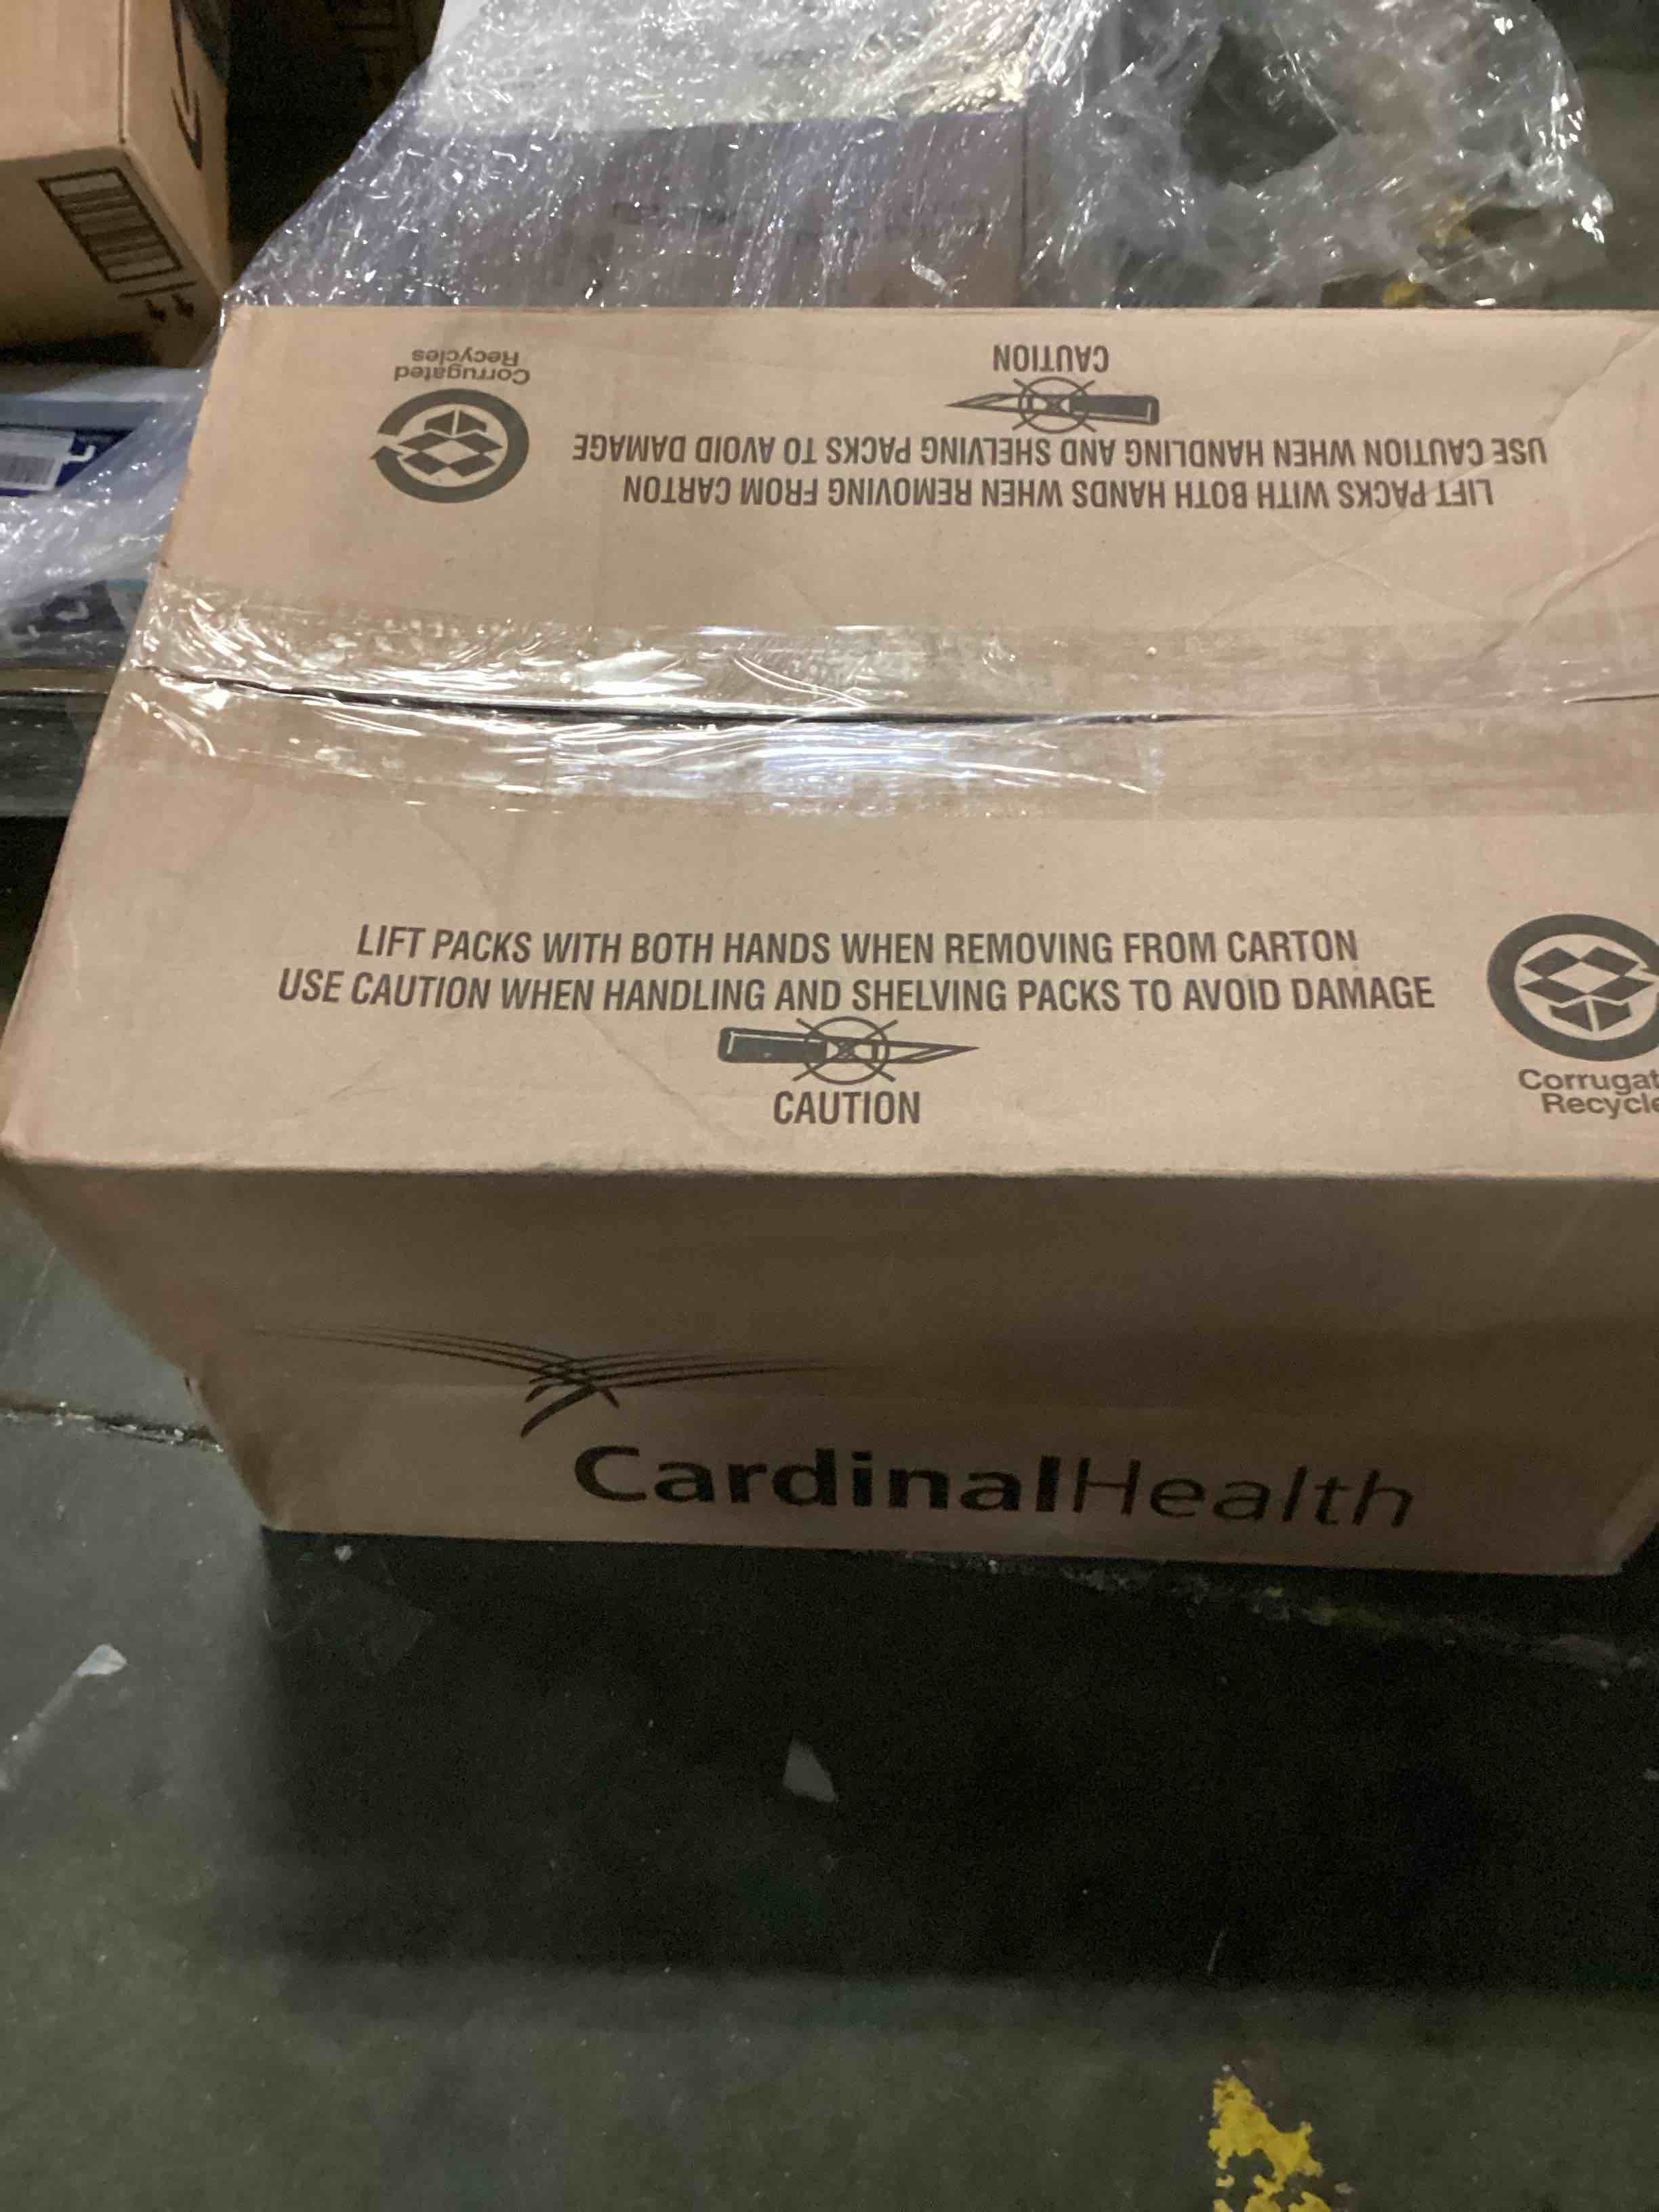 Corrugated
Recycles
CAUTION
USE CAUTION WHEN HANDLING AND SHELVING PACKS TO AVOID DAMAGE
LIFT PACKS WITH BOTH HANDS WHEN REMOVING FROM CARTON
LIFT PACKS WITH BOTH HANDS WHEN REMOVING FROM CARTON
USE CAUTION WHEN HANDLING AND SHELVING PACKS TO AVOID DAMAGE
CAUTION
Corrugat
Recycle
CardinalHealth